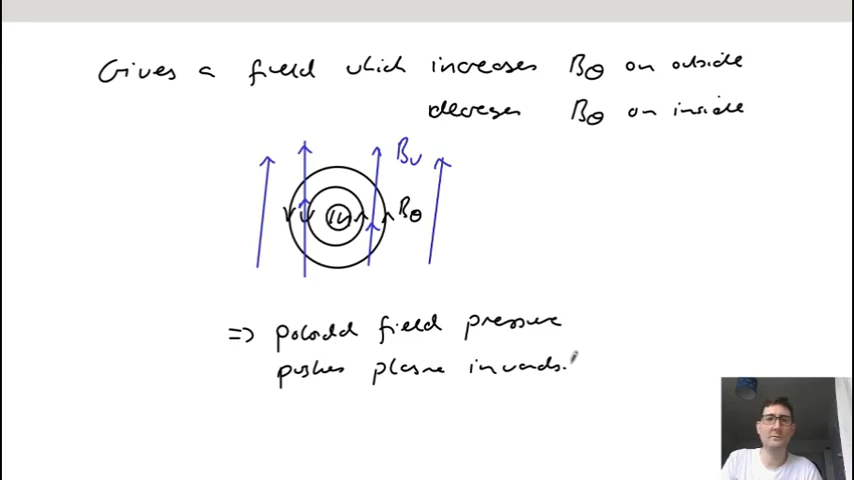 Gives a field which increases Bθ on outside
decreases Bθ on inside
Bv
Bθ
=> poloidal field pressure
pushes plasma inwards.